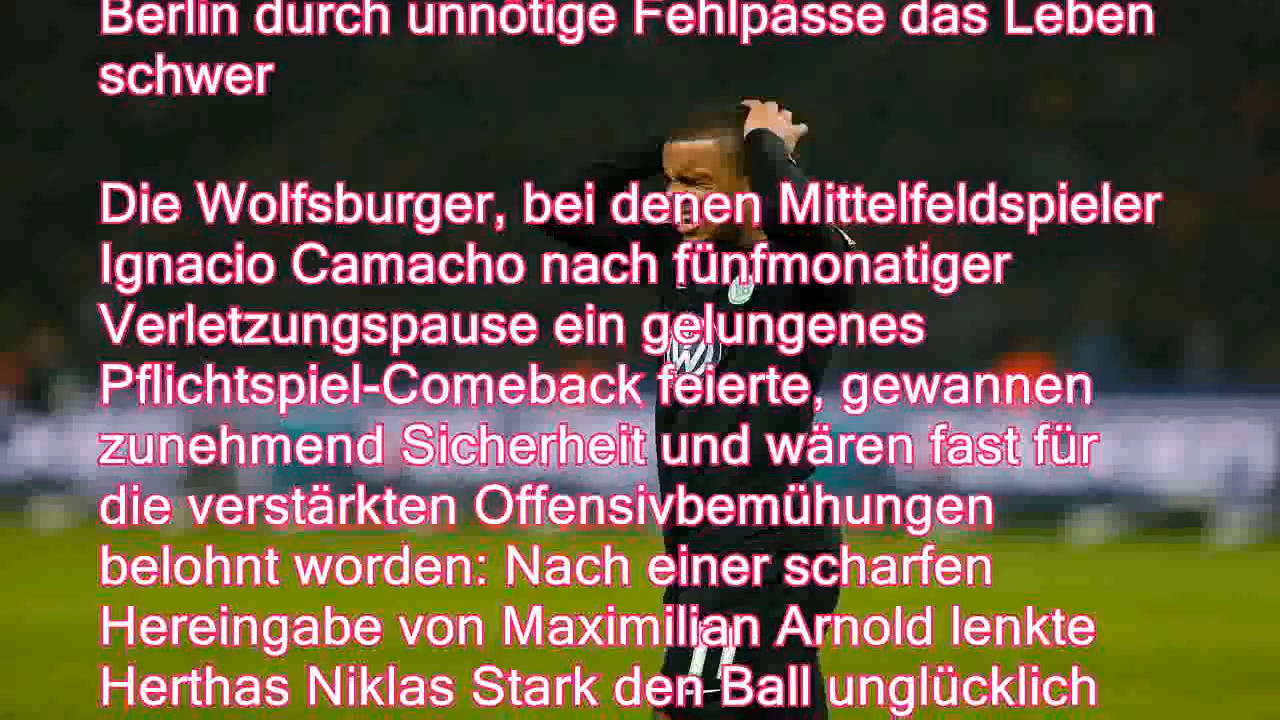 Berlin durch unnötige Fehlpässe das Leben
schwer
Die Wolfsburger, bei denen Mittelfeldspieler
Ignacio Camacho nach fünfmonatiger
Verletzungspause ein gelungenes
Pflichtspiel-Comeback feierte, gewannen
zunehmend Sicherheit und wären fast für
die verstärkten Offensivbemühungen
belohnt worden: Nach einer scharfen
Hereingabe von Maximilian Arnold lenkte
Herthas Niklas Stark den Ball unglücklich
11